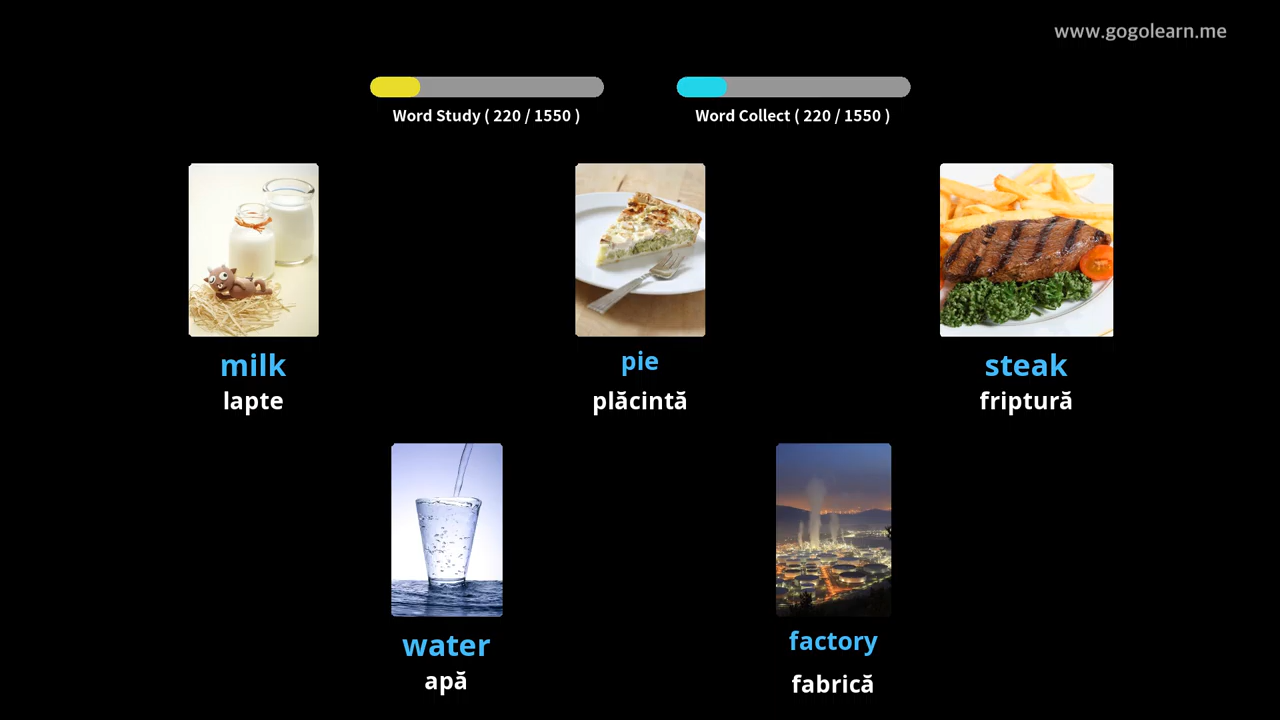 www.gogolearn.me
Word Study ( 220 / 1550 )
Word Collect ( 220 / 1550 )
milk
lapte
pie
plăcintă
steak
friptură
water
apă
factory
fabrică